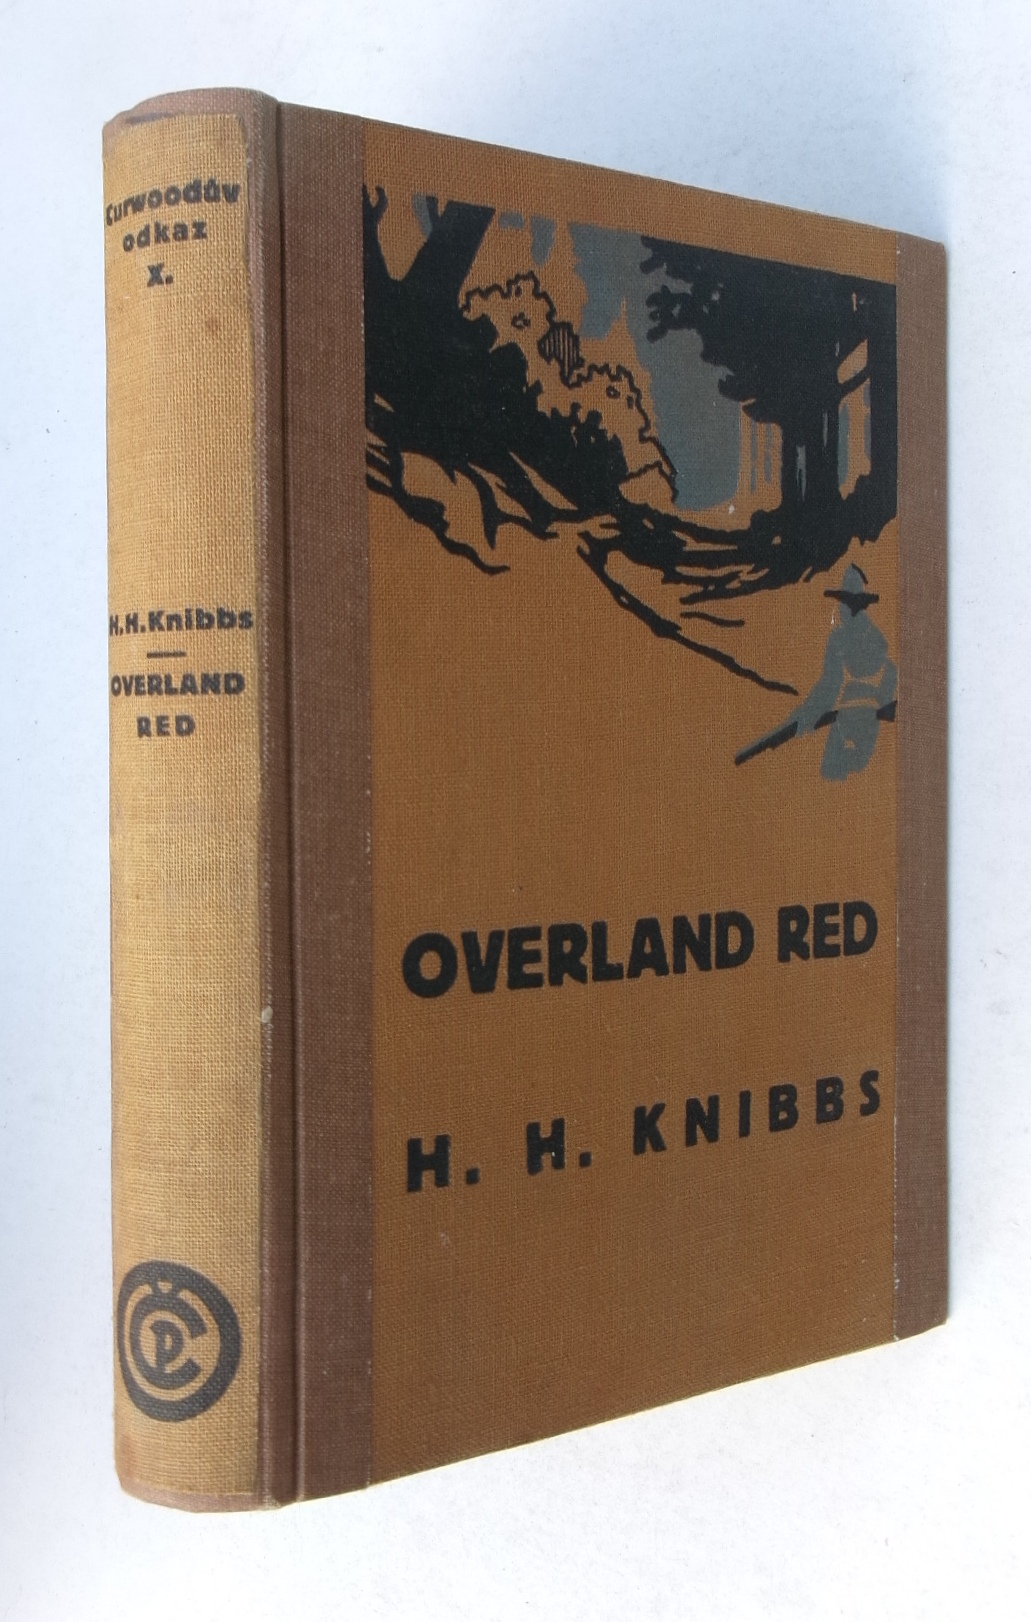 Curwoodův
odkaz
X.
H.H.Knibbs
OVERLAND
RED
OVERLAND RED
H. H. KNIBBS